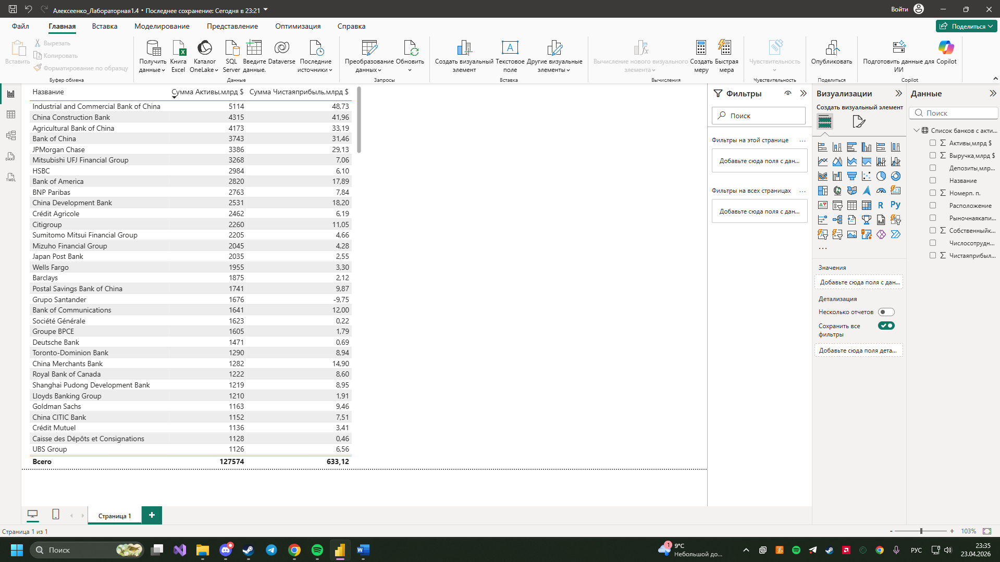 Алексеенко_Лабораторная1.4 • Последнее сохранение: Сегодня в 23:21
Войти
Файл
Главная
Вставка
Моделирование
Представление
Оптимизация
Справка
Поделиться
Вставить
Вырезать
Копировать
Форматирование по образцу
Буфер обмена
Получить данные
Книга Excel
Каталог OneLake
SQL Server
Введите данные.
Dataverse
Последние источники
Данные
Преобразование данных
Обновить
Запросы
Создать визуальный элемент
Текстовое поле
Другие визуальные элементы
Вставка
Вычисление нового визуального элемента
Создать меру
Быстрая мера
Вычисления
Чувствительность
Чувствительность
Опубликовать
Поделиться
Подготовить данные для ИИ
Copilot
Copilot
Название Сумма Активы,млрд $ Сумма Чистаяприбыль,млрд $
Industrial and Commercial Bank of China 5114 48,73
China Construction Bank 4315 41,96
Agricultural Bank of China 4173 33,19
Bank of China 3743 31,46
JPMorgan Chase 3386 29,13
Mitsubishi UFJ Financial Group 3268 7,06
HSBC 2984 6,10
Bank of America 2820 17,89
BNP Paribas 2763 7,84
China Development Bank 2531 18,20
Crédit Agricole 2462 6,19
Citigroup 2260 11,05
Sumitomo Mitsui Financial Group 2205 4,66
Mizuho Financial Group 2045 4,28
Japan Post Bank 2035 2,55
Wells Fargo 1955 3,30
Barclays 1875 2,12
Postal Savings Bank of China 1741 9,87
Grupo Santander 1676 -9,75
Bank of Communications 1641 12,00
Société Générale 1623 0,22
Groupe BPCE 1605 1,79
Deutsche Bank 1471 0,69
Toronto-Dominion Bank 1290 8,94
China Merchants Bank 1282 14,90
Royal Bank of Canada 1222 8,60
Shanghai Pudong Development Bank 1219 8,95
Lloyds Banking Group 1210 1,91
Goldman Sachs 1163 9,46
China CITIC Bank 1152 7,51
Crédit Mutuel 1136 3,41
Caisse des Dépôts et Consignations 1128 0,46
UBS Group 1126 6,56
Всего 127574 633,12
Фильтры
Поиск
Фильтры на этой странице ...
Добавьте сюда поля с дан...
Фильтры на всех страницах ...
Добавьте сюда поля с дан...
Визуализации
Создать визуальный элемент
123
R
Py
...
Значения
Добавьте сюда поля с дан...
Детализация
Несколько отчетов
Сохранить все фильтры
Добавьте сюда поля дета...
Данные
Поиск
Список банков с акти...
Активы,млрд $
Выручка,млрд $
Депозиты,млр...
Название
Номерп. п.
Расположение
Рыночнаякапи...
Собственныйк...
Числосотрудн...
Чистаяприбыл...
DAX
TMDL
Страница 1
+
Страница 1 из 1
- + 103%
Поиск
1
9°C
Небольшой до...
РУС
23:35
23.04.2026